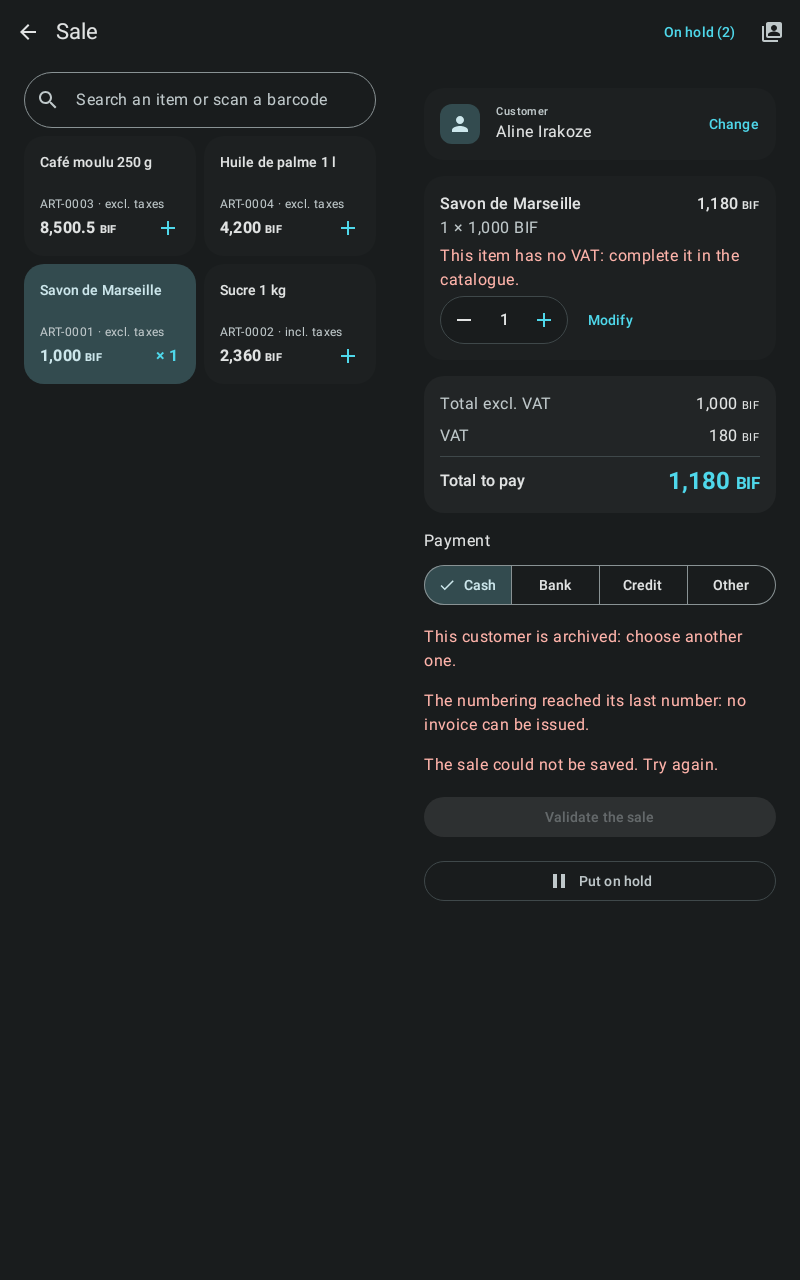 Sale
On hold (2)
Search an item or scan a barcode
Café moulu 250 g
ART-0003 · excl. taxes
8,500.5 BIF
Huile de palme 1 l
ART-0004 · excl. taxes
4,200 BIF
Savon de Marseille
ART-0001 · excl. taxes
1,000 BIF × 1
Sucre 1 kg
ART-0002 · incl. taxes
2,360 BIF
Customer
Aline Irakoze
Change
Savon de Marseille 1,180 BIF
1 × 1,000 BIF
This item has no VAT: complete it in the
catalogue.
1
Modify
Total excl. VAT 1,000 BIF
VAT 180 BIF
Total to pay 1,180 BIF
Payment
Cash Bank Credit Other
This customer is archived: choose another
one.
The numbering reached its last number: no
invoice can be issued.
The sale could not be saved. Try again.
Validate the sale
Put on hold